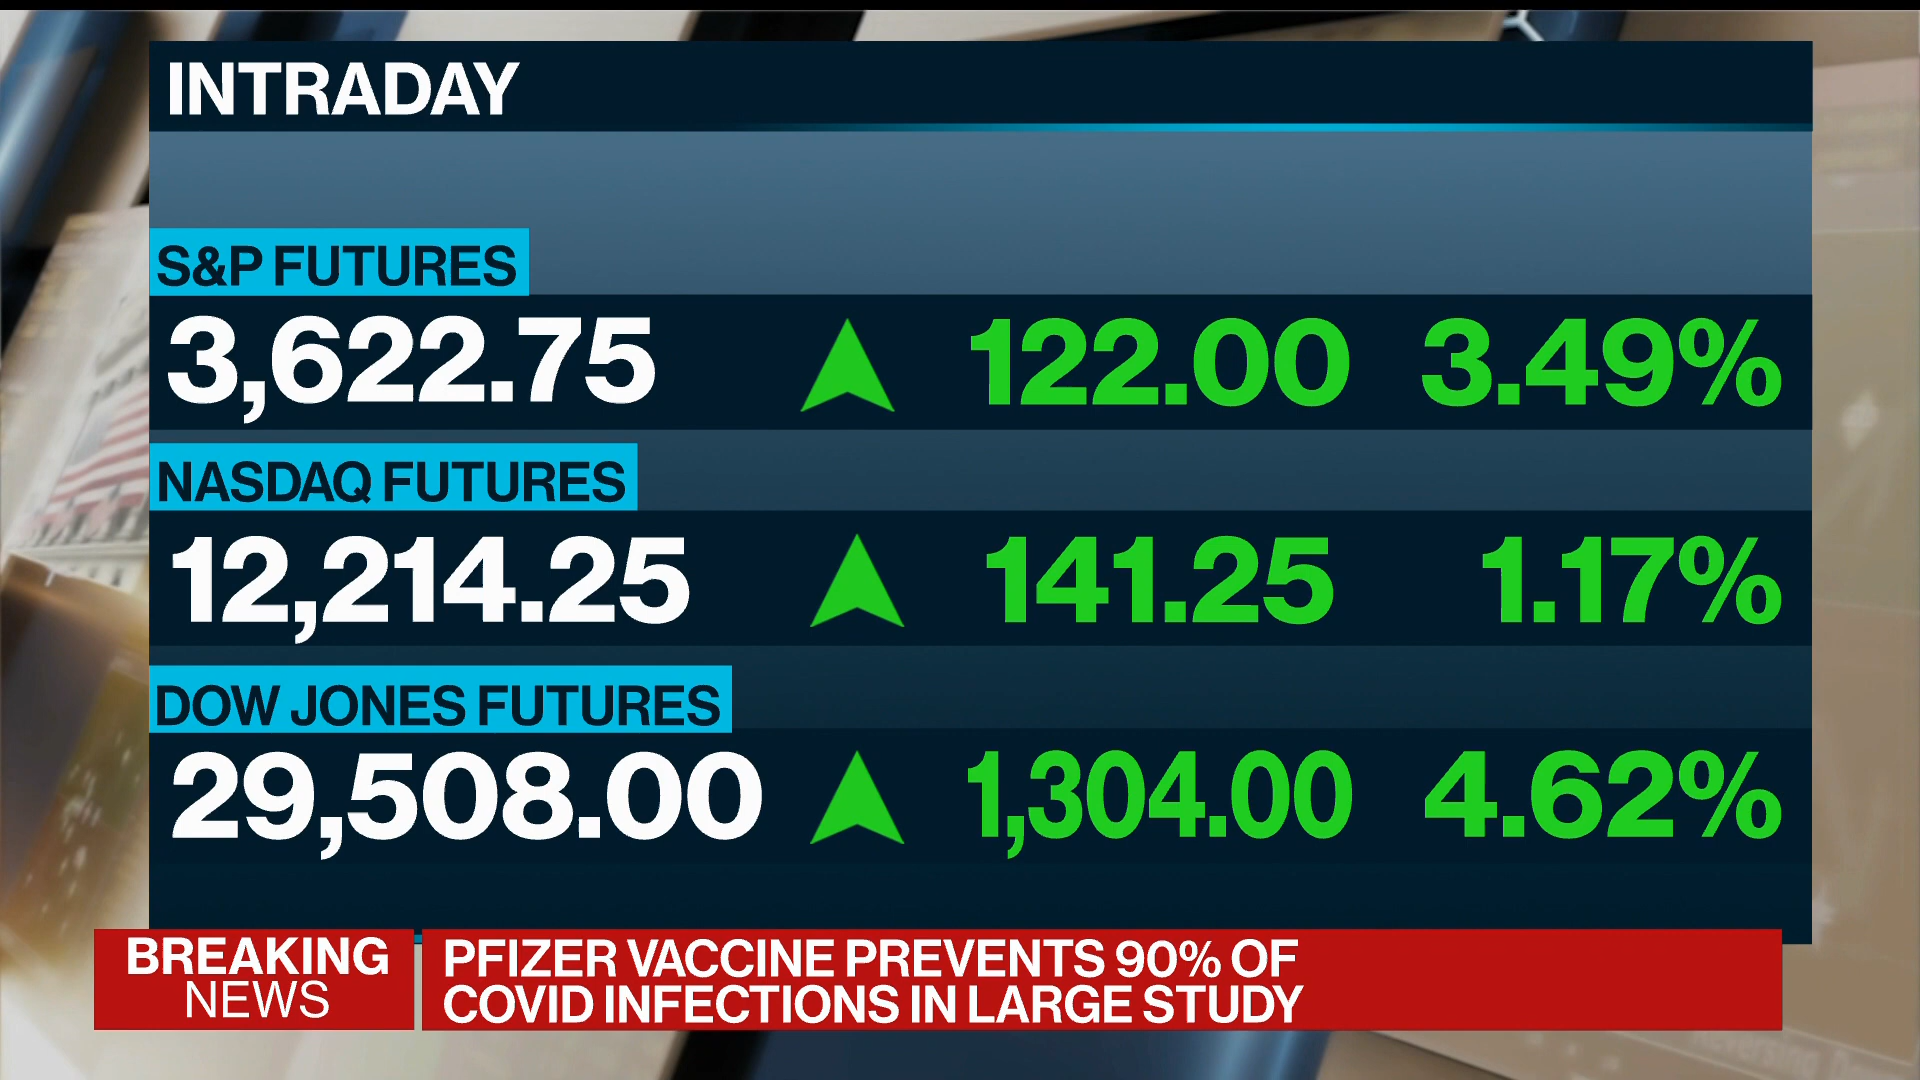 INTRADAY
S&P FUTURES
3,622.75 122.00 3.49%
NASDAQ FUTURES
12,214.25 141.25 1.17%
DOW JONES FUTURES
29,508.00 1,304.00 4.62%
BREAKING
NEWS
PFIZER VACCINE PREVENTS 90% OF
COVID INFECTIONS IN LARGE STUDY